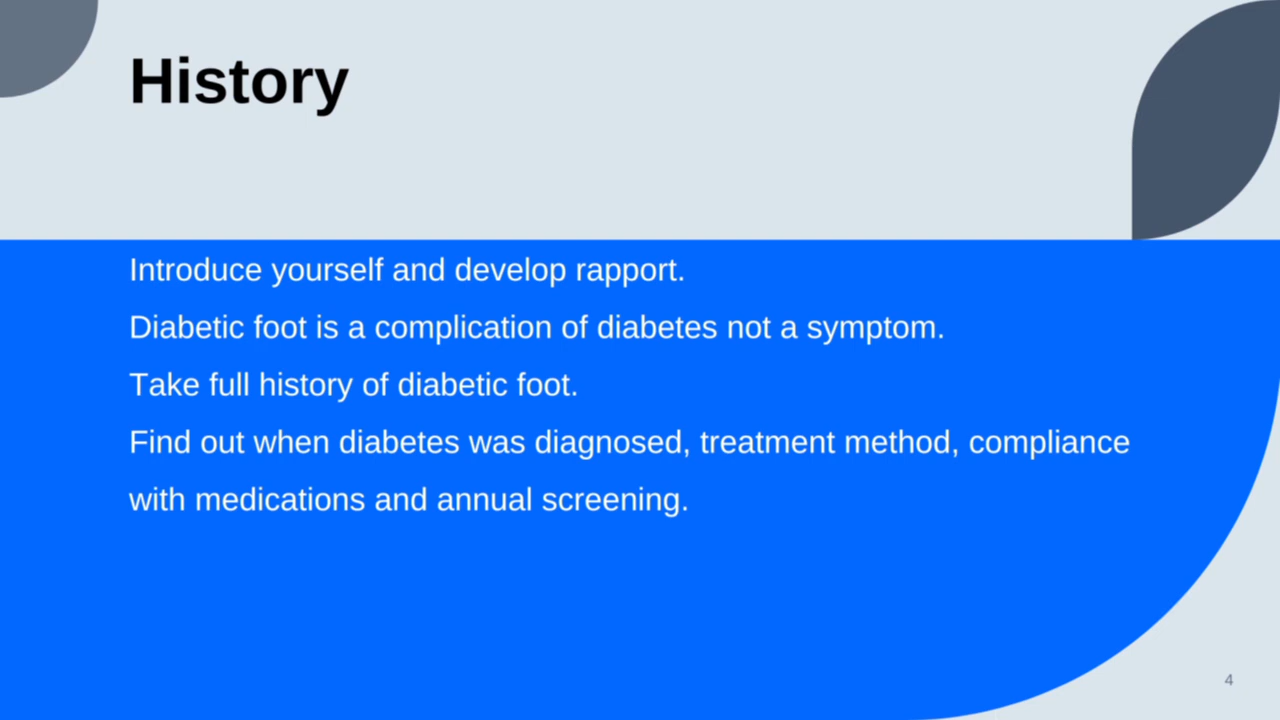 History
Introduce yourself and develop rapport.
Diabetic foot is a complication of diabetes not a symptom.
Take full history of diabetic foot.
Find out when diabetes was diagnosed, treatment method, compliance
with medications and annual screening.
4